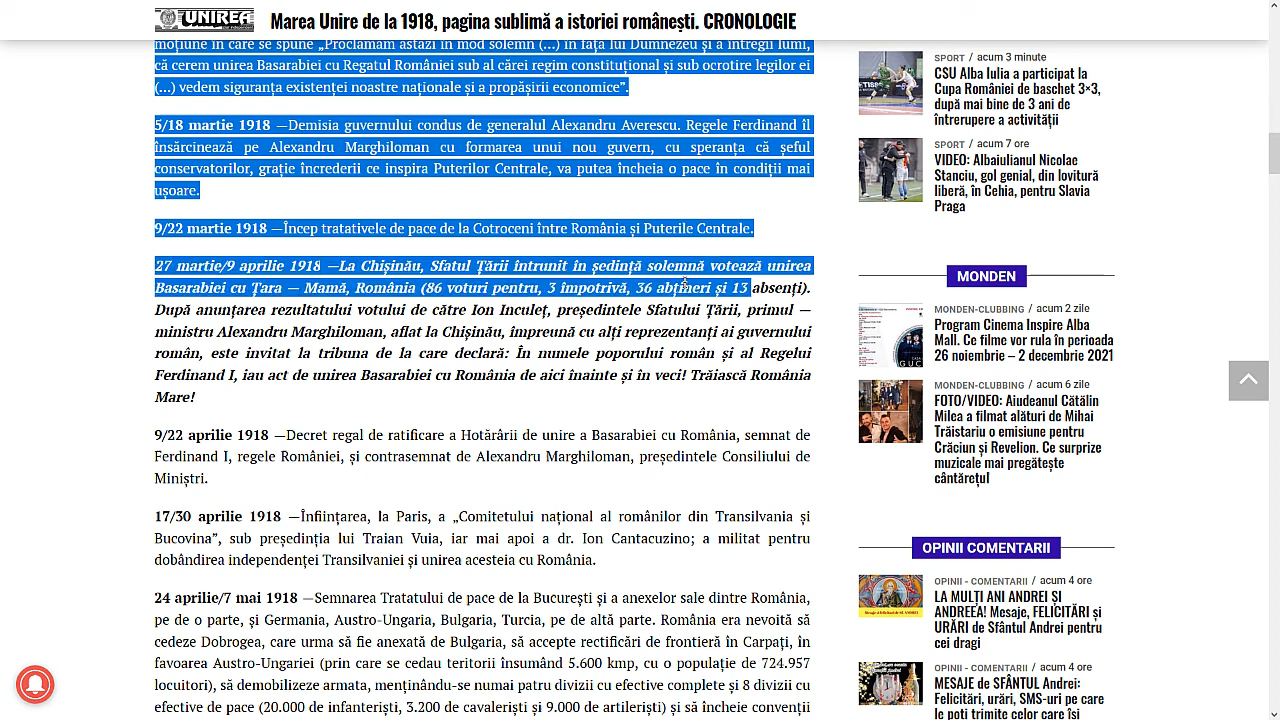 UNIREA
Marea Unire de la 1918, pagina sublimă a istoriei românești. CRONOLOGIE
moțiune în care se spune „Proclamăm astăzi în mod solemn (…) în fața lui Dumnezeu și a întregii lumi,
că cerem unirea Basarabiei cu Regatul României sub al cărei regim constituțional și sub ocrotire legilor ei
(…) vedem siguranța existenței noastre naționale și a propășirii economice”.
5/18 martie 1918 —Demisia guvernului condus de generalul Alexandru Averescu. Regele Ferdinand îl
însărcinează pe Alexandru Marghiloman cu formarea unui nou guvern, cu speranța că șeful
conservatorilor, grație încrederii ce inspira Puterilor Centrale, va putea încheia o pace în condiții mai
ușoare.
9/22 martie 1918 —Încep tratativele de pace de la Cotroceni între România și Puterile Centrale.
27 martie/9 aprilie 1918 —La Chișinău, Sfatul Țării întrunit în ședință solemnă votează unirea
Basarabiei cu Țara — Mamă, România (86 voturi pentru, 3 împotrivă, 36 abțineri și 13 absenți).
După anunțarea rezultatului votului de către Ion Inculeț, președintele Sfatului Țării, primul —
ministru Alexandru Marghiloman, aflat la Chișinău, împreună cu alți reprezentanți ai guvernului
român, este invitat la tribuna de la care declară: În numele poporului român și al Regelui
Ferdinand I, iau act de unirea Basarabiei cu România de aici înainte și în veci! Trăiască România
Mare!
9/22 aprilie 1918 —Decret regal de ratificare a Hotărârii de unire a Basarabiei cu România, semnat de
Ferdinand I, regele României, și contrasemnat de Alexandru Marghiloman, președintele Consiliului de
Miniștri.
17/30 aprilie 1918 —Înființarea, la Paris, a „Comitetului național al românilor din Transilvania și
Bucovina”, sub președinția lui Traian Vuia, iar mai apoi a dr. Ion Cantacuzino; a militat pentru
dobândirea independenței Transilvaniei și unirea acesteia cu România.
24 aprilie/7 mai 1918 —Semnarea Tratatului de pace de la București și a anexelor sale dintre România,
pe de o parte, și Germania, Austro-Ungaria, Bulgaria, Turcia, pe de altă parte. România era nevoită să
cedeze Dobrogea, care urma să fie anexată de Bulgaria, să accepte rectificări de frontieră în Carpați, în
favoarea Austro-Ungariei (prin care se cedau teritorii însumând 5.600 kmp, cu o populație de 724.957
locuitori), să demobilizeze armata, menținându-se numai patru divizii cu efective complete și 8 divizii cu
efective de pace (20.000 de infanteriști, 3.200 de cavaleriști și 9.000 de artileriști) și să încheie convenții
SPORT / acum 3 minute
CSU Alba Iulia a participat la
Cupa României de baschet 3×3,
după mai bine de 3 ani de
întrerupere a activității
SPORT / acum 7 ore
VIDEO: Albaiulianul Nicolae
Stanciu, gol genial, din lovitură
liberă, în Cehia, pentru Slavia
Praga
MONDEN
MONDEN-CLUBBING / acum 2 zile
Program Cinema Inspire Alba
Mall. Ce filme vor rula în perioada
26 noiembrie – 2 decembrie 2021
MONDEN-CLUBBING / acum 6 zile
FOTO/VIDEO: Aiudeanul Cătălin
Milea a filmat alături de Mihai
Trăistariu o emisiune pentru
Crăciun și Revelion. Ce surprize
muzicale mai pregătește
cântărețul
OPINII COMENTARII
OPINII - COMENTARII / acum 4 ore
LA MULȚI ANI ANDREI ȘI
ANDREEA! Mesaje, FELICITĂRI și
URĂRI de Sfântul Andrei pentru
cei dragi
OPINII - COMENTARII / acum 4 ore
MESAJE de SFÂNTUL Andrei:
Felicitări, urări, SMS-uri pe care
le poți trimite celor care își